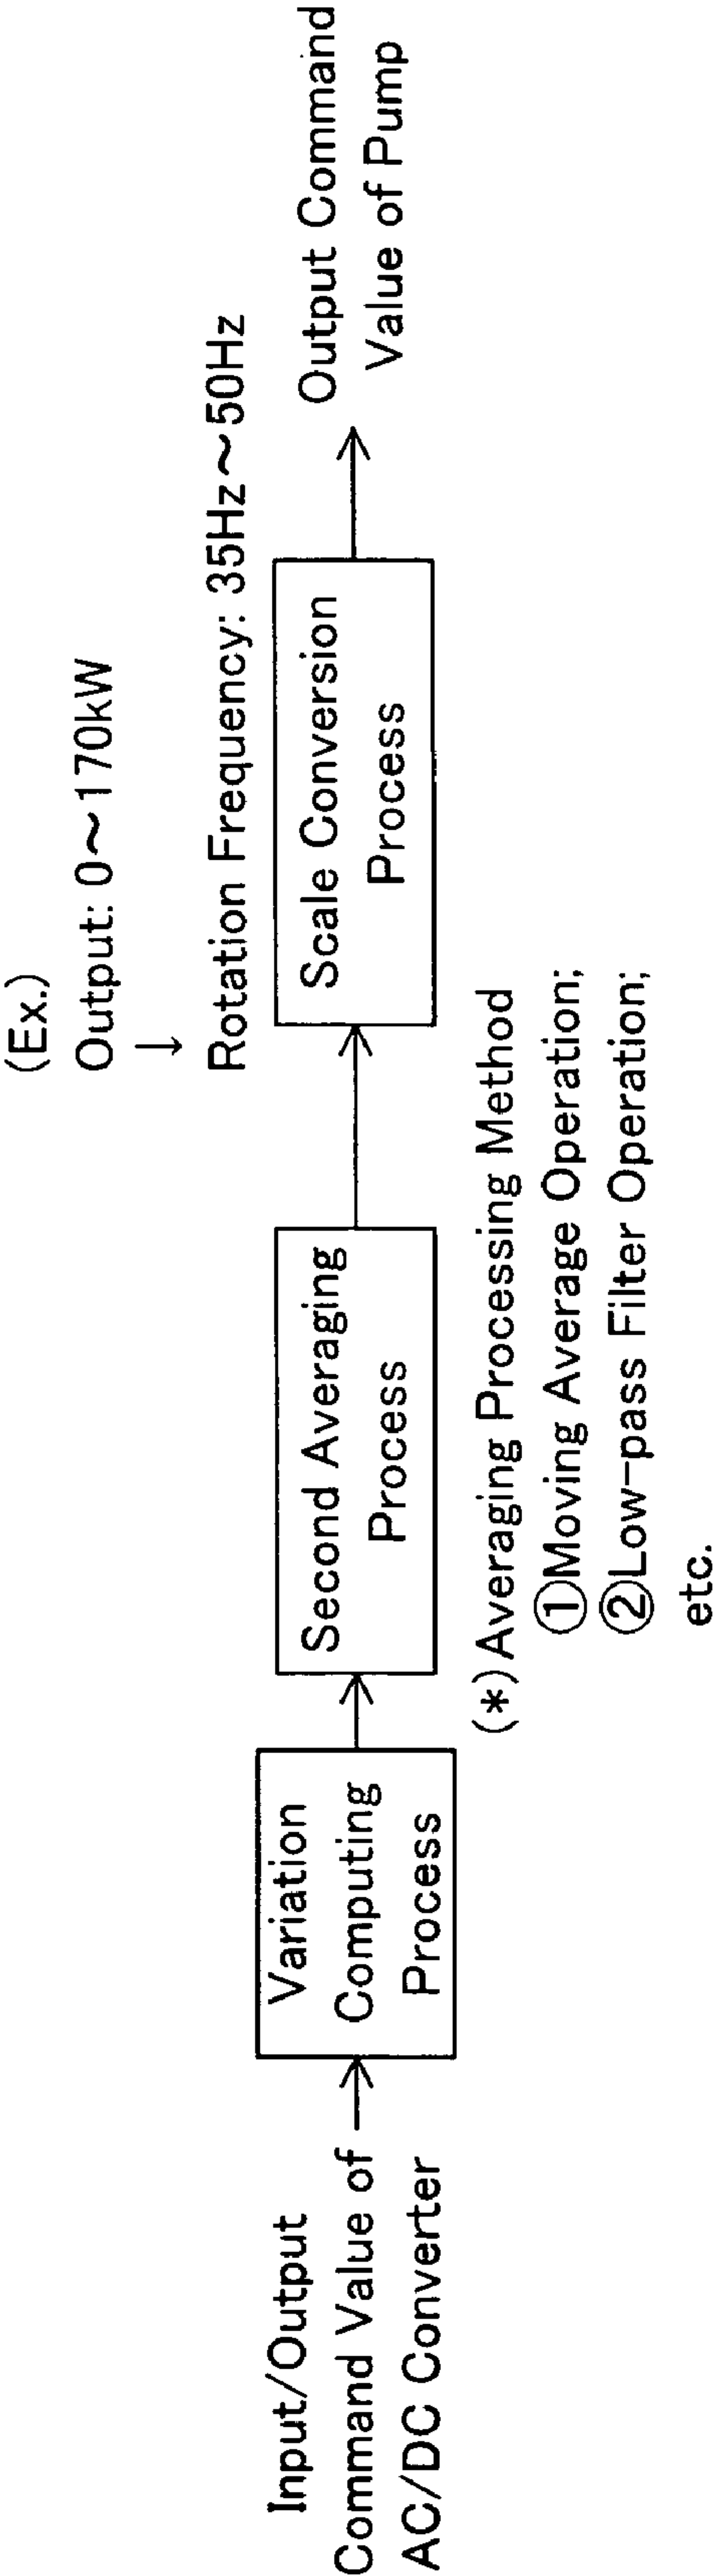 (Ex.)
Output: 0～170kW
↓
Rotation Frequency: 35Hz～50Hz
Input/Output
Command Value of
AC/DC Converter
Variation
Computing
Process
Second Averaging
Process
Scale Conversion
Process
Output Command
Value of Pump
(*) Averaging Processing Method
①Moving Average Operation;
②Low-pass Filter Operation;
etc.